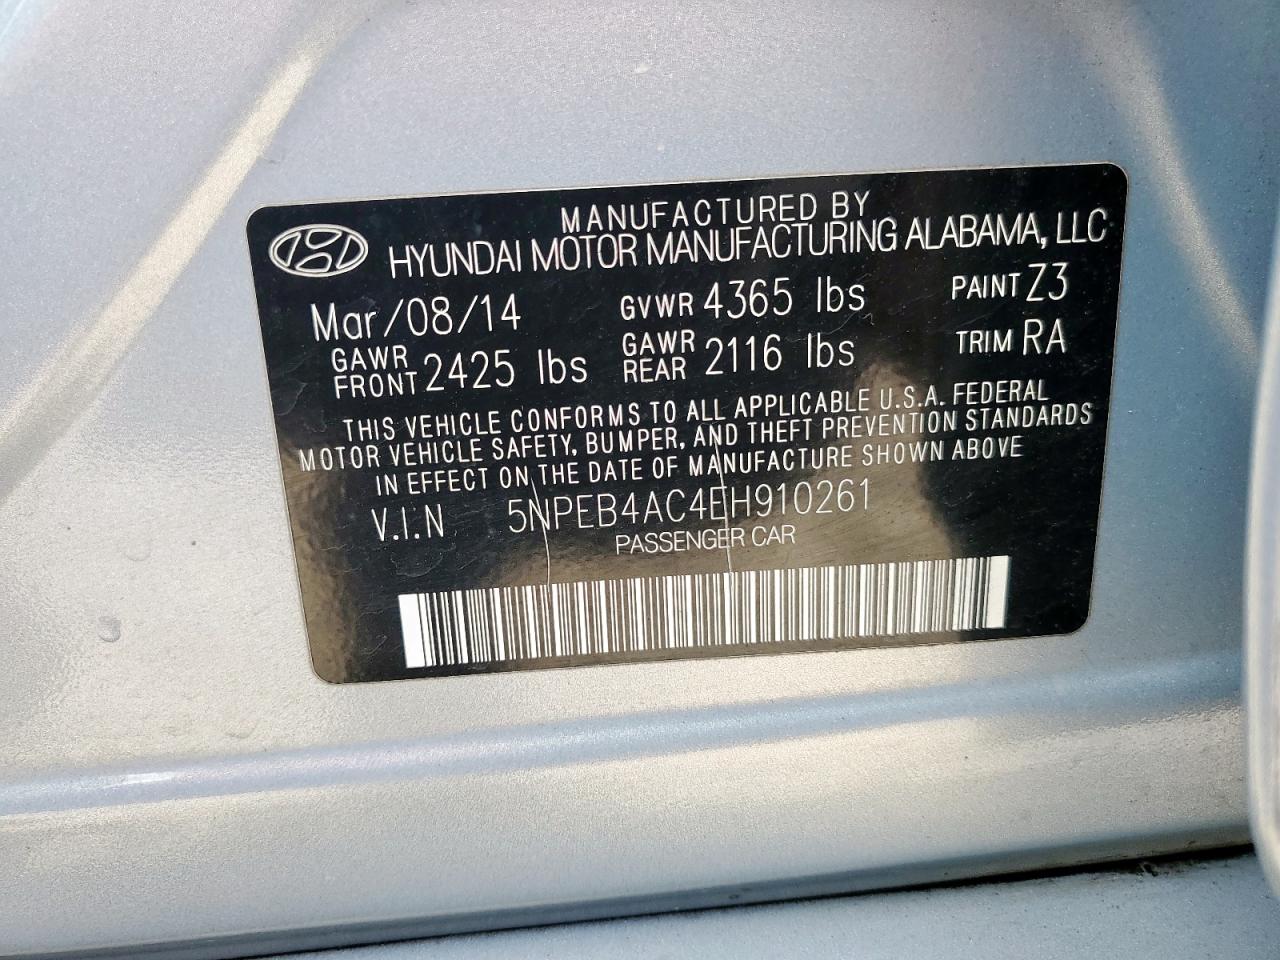 MANUFACTURED BY
HYUNDAI MOTOR MANUFACTURING ALABAMA, LLC
Mar/08/14 GVWR 4365 lbs PAINT Z3
GAWR FRONT 2425 lbs GAWR REAR 2116 lbs TRIM RA
THIS VEHICLE CONFORMS TO ALL APPLICABLE U.S.A. FEDERAL
MOTOR VEHICLE SAFETY, BUMPER, AND THEFT PREVENTION STANDARDS
IN EFFECT ON THE DATE OF MANUFACTURE SHOWN ABOVE
V.I.N 5NPEB4AC4EH910261
PASSENGER CAR